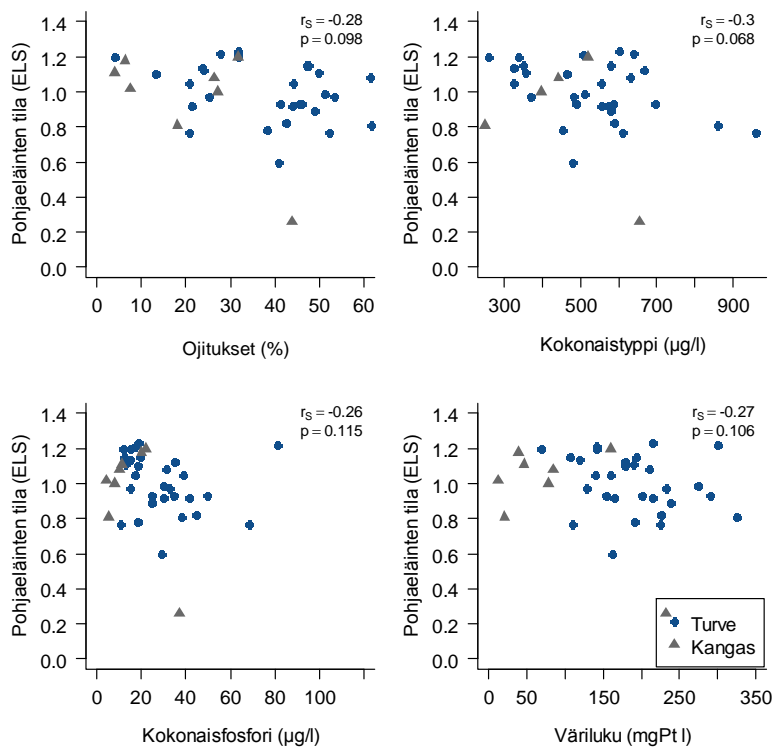 r_S = -0.28
p = 0.098
1.4
1.2
1.0
0.8
0.6
0.4
0.2
0.0
Pohjaeläinten tila (ELS)
0 10 20 30 40 50 60
Ojitukset (%)
r_S = -0.3
p = 0.068
1.4
1.2
1.0
0.8
0.6
0.4
0.2
0.0
Pohjaeläinten tila (ELS)
300 500 700 900
Kokonaistyppi (µg/l)
r_S = -0.26
p = 0.115
1.4
1.2
1.0
0.8
0.6
0.4
0.2
0.0
Pohjaeläinten tila (ELS)
0 20 40 60 80 100
Kokonaisfosfori (µg/l)
r_S = -0.27
p = 0.106
1.4
1.2
1.0
0.8
0.6
0.4
0.2
0.0
Pohjaeläinten tila (ELS)
Turve
Kangas
0 50 150 250 350
Väriluku (mgPt l)